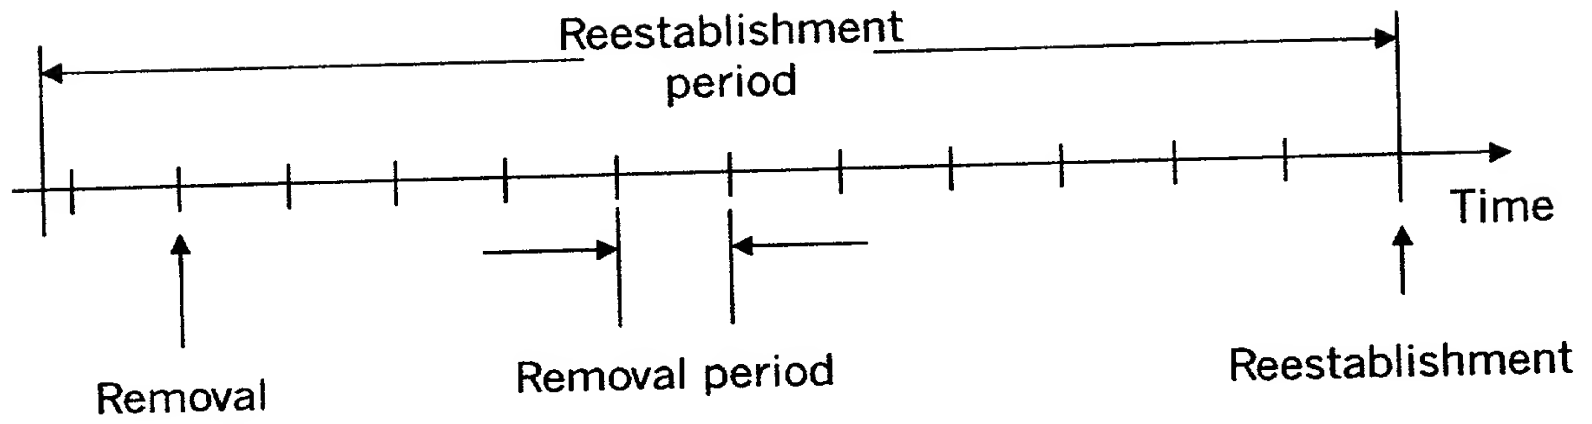 Reestablishment
period
Time
Removal
Removal period
Reestablishment